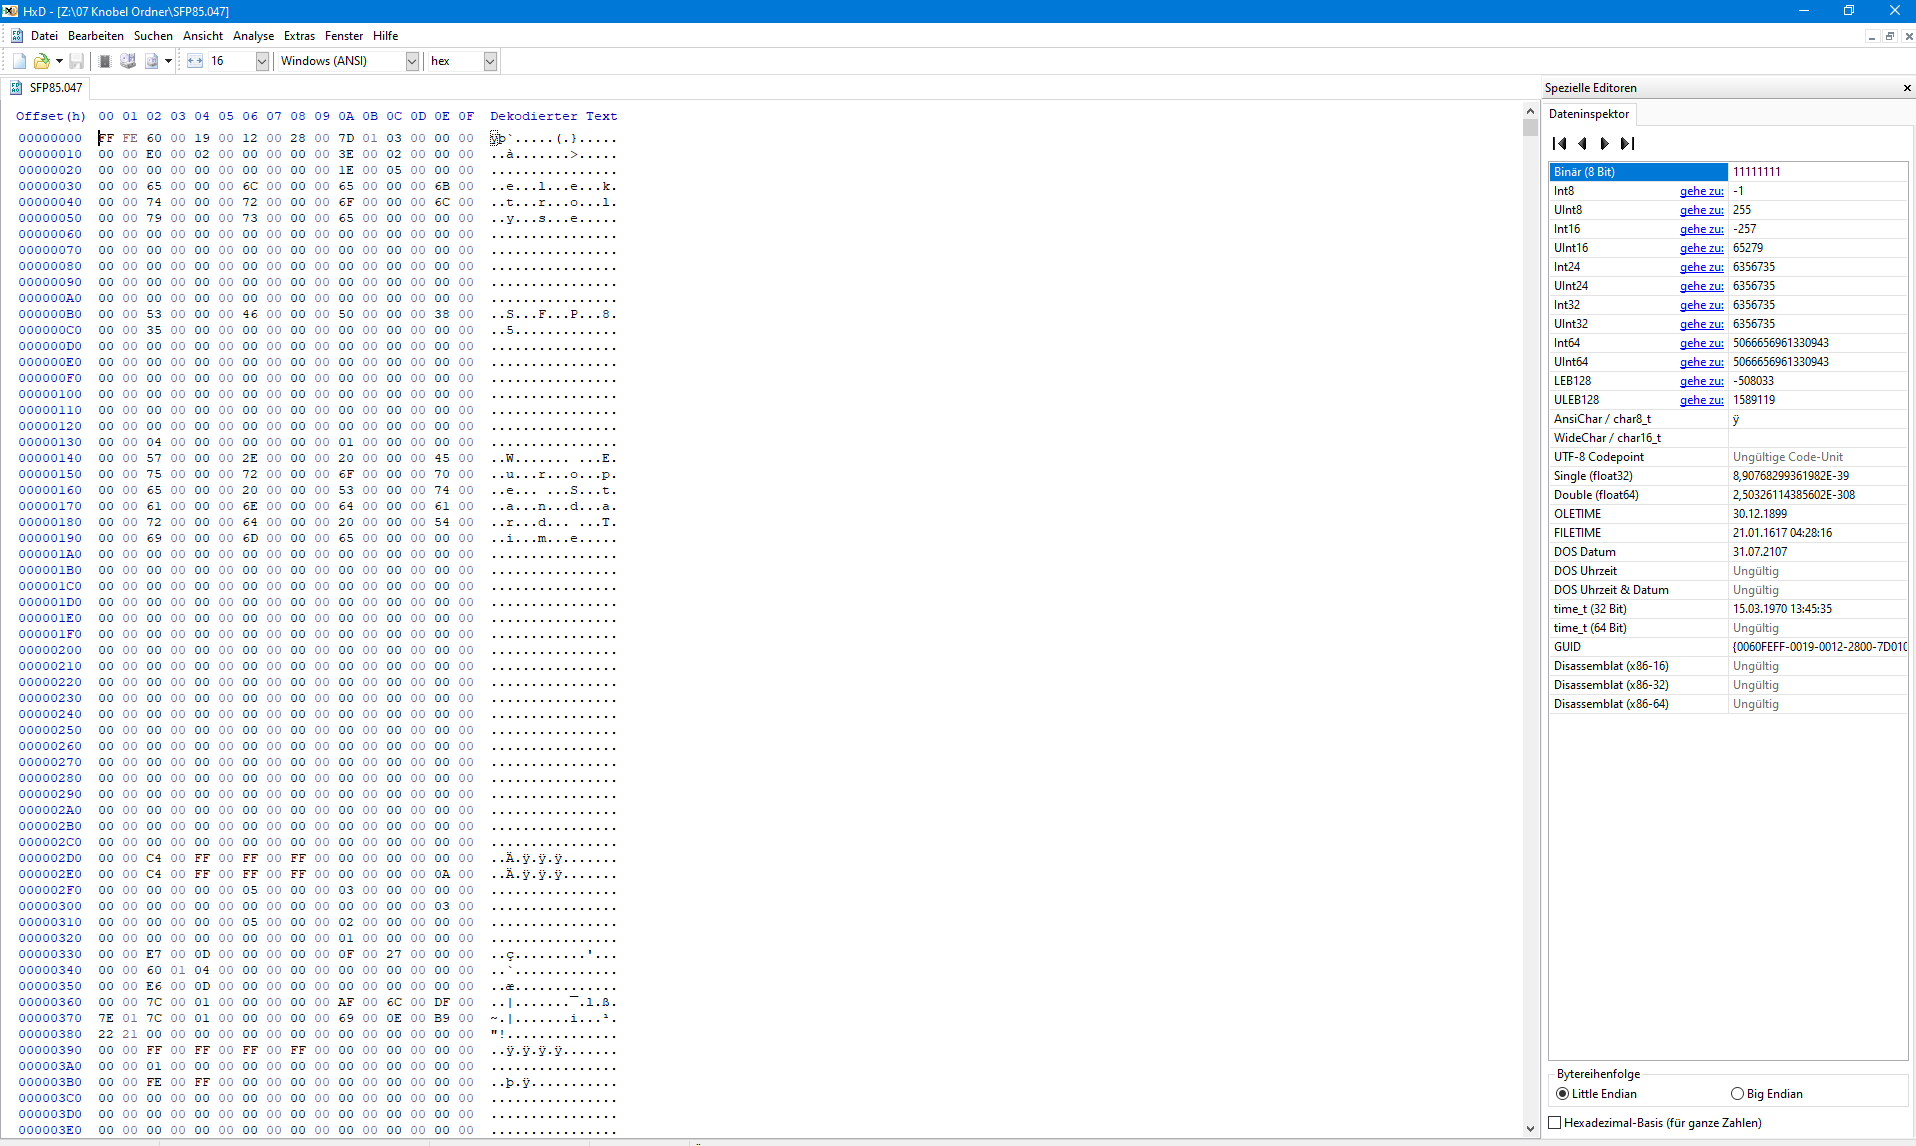 HxD - [Z:\07 Knobel Ordner\SFP85.047]
Datei Bearbeiten Suchen Ansicht Analyse Extras Fenster Hilfe
16 Windows (ANSI) hex
SFP85.047
Offset(h) 00 01 02 03 04 05 06 07 08 09 0A 0B 0C 0D 0E 0F Dekodierter Text
00000000 FF FE 60 00 19 00 12 00 28 00 7D 01 03 00 00 00 ÿþ`.....(.}.....
00000010 00 00 E0 00 02 00 00 00 00 00 3E 00 02 00 00 00 ..à.......>.....
00000020 00 00 00 00 00 00 00 00 00 00 1E 00 05 00 00 00 ................
00000030 00 00 65 00 00 00 6C 00 00 00 65 00 00 00 6B 00 ..e...l...e...k.
00000040 00 00 74 00 00 00 72 00 00 00 6F 00 00 00 6C 00 ..t...r...o...l.
00000050 00 00 79 00 00 00 73 00 00 00 65 00 00 00 00 00 ..y...s...e.....
00000060 00 00 00 00 00 00 00 00 00 00 00 00 00 00 00 00 ................
00000070 00 00 00 00 00 00 00 00 00 00 00 00 00 00 00 00 ................
00000080 00 00 00 00 00 00 00 00 00 00 00 00 00 00 00 00 ................
00000090 00 00 00 00 00 00 00 00 00 00 00 00 00 00 00 00 ................
000000A0 00 00 00 00 00 00 00 00 00 00 00 00 00 00 00 00 ................
000000B0 00 00 53 00 00 00 46 00 00 00 50 00 00 00 38 00 ..S...F...P...8.
000000C0 00 00 35 00 00 00 00 00 00 00 00 00 00 00 00 00 ..5.............
000000D0 00 00 00 00 00 00 00 00 00 00 00 00 00 00 00 00 ................
000000E0 00 00 00 00 00 00 00 00 00 00 00 00 00 00 00 00 ................
000000F0 00 00 00 00 00 00 00 00 00 00 00 00 00 00 00 00 ................
00000100 00 00 00 00 00 00 00 00 00 00 00 00 00 00 00 00 ................
00000110 00 00 00 00 00 00 00 00 00 00 00 00 00 00 00 00 ................
00000120 00 00 00 00 00 00 00 00 00 00 00 00 00 00 00 00 ................
00000130 00 00 04 00 00 00 00 00 00 00 01 00 00 00 00 00 ................
00000140 00 00 57 00 00 00 2E 00 00 00 20 00 00 00 45 00 ..W....... ...E.
00000150 00 00 75 00 00 00 72 00 00 00 6F 00 00 00 70 00 ..u...r...o...p.
00000160 00 00 65 00 00 00 20 00 00 00 53 00 00 00 74 00 ..e... ...S...t.
00000170 00 00 61 00 00 00 6E 00 00 00 64 00 00 00 61 00 ..a...n...d...a.
00000180 00 00 72 00 00 00 64 00 00 00 20 00 00 00 54 00 ..r...d... ...T.
00000190 00 00 69 00 00 00 6D 00 00 00 65 00 00 00 00 00 ..i...m...e.....
000001A0 00 00 00 00 00 00 00 00 00 00 00 00 00 00 00 00 ................
000001B0 00 00 00 00 00 00 00 00 00 00 00 00 00 00 00 00 ................
000001C0 00 00 00 00 00 00 00 00 00 00 00 00 00 00 00 00 ................
000001D0 00 00 00 00 00 00 00 00 00 00 00 00 00 00 00 00 ................
000001E0 00 00 00 00 00 00 00 00 00 00 00 00 00 00 00 00 ................
000001F0 00 00 00 00 00 00 00 00 00 00 00 00 00 00 00 00 ................
00000200 00 00 00 00 00 00 00 00 00 00 00 00 00 00 00 00 ................
00000210 00 00 00 00 00 00 00 00 00 00 00 00 00 00 00 00 ................
00000220 00 00 00 00 00 00 00 00 00 00 00 00 00 00 00 00 ................
00000230 00 00 00 00 00 00 00 00 00 00 00 00 00 00 00 00 ................
00000240 00 00 00 00 00 00 00 00 00 00 00 00 00 00 00 00 ................
00000250 00 00 00 00 00 00 00 00 00 00 00 00 00 00 00 00 ................
00000260 00 00 00 00 00 00 00 00 00 00 00 00 00 00 00 00 ................
00000270 00 00 00 00 00 00 00 00 00 00 00 00 00 00 00 00 ................
00000280 00 00 00 00 00 00 00 00 00 00 00 00 00 00 00 00 ................
00000290 00 00 00 00 00 00 00 00 00 00 00 00 00 00 00 00 ................
000002A0 00 00 00 00 00 00 00 00 00 00 00 00 00 00 00 00 ................
000002B0 00 00 00 00 00 00 00 00 00 00 00 00 00 00 00 00 ................
000002C0 00 00 00 00 00 00 00 00 00 00 00 00 00 00 00 00 ................
000002D0 00 00 C4 00 FF 00 FF 00 FF 00 00 00 00 00 00 00 ..Ä.ÿ.ÿ.ÿ.......
000002E0 00 00 C4 00 FF 00 FF 00 FF 00 00 00 00 00 0A 00 ..Ä.ÿ.ÿ.ÿ.......
000002F0 00 00 00 00 00 00 05 00 00 00 03 00 00 00 00 00 ................
00000300 00 00 00 00 00 00 00 00 00 00 00 00 00 00 03 00 ................
00000310 00 00 00 00 00 00 05 00 00 00 02 00 00 00 00 00 ................
00000320 00 00 00 00 00 00 00 00 00 00 01 00 00 00 00 00 ................
00000330 00 00 E7 00 0D 00 00 00 00 00 0F 00 27 00 00 00 ..ç.........'...
00000340 00 00 60 01 04 00 00 00 00 00 00 00 00 00 00 00 ..`.............
00000350 00 00 E6 00 0D 00 00 00 00 00 00 00 00 00 00 00 ..æ.............
00000360 00 00 7C 00 01 00 00 00 00 00 AF 00 6C 00 DF 00 ..|.......¯.l.ß.
00000370 7E 01 7C 00 01 00 00 00 00 00 69 00 0E 00 B9 00 ~.|.......i...¹.
00000380 22 21 00 00 00 00 00 00 00 00 00 00 00 00 00 00 "!..............
00000390 00 00 FF 00 FF 00 FF 00 FF 00 00 00 00 00 00 00 ..ÿ.ÿ.ÿ.ÿ.......
000003A0 00 00 01 00 00 00 00 00 00 00 00 00 00 00 00 00 ................
000003B0 00 00 FE 00 FF 00 00 00 00 00 00 00 00 00 00 00 ..þ.ÿ...........
000003C0 00 00 00 00 00 00 00 00 00 00 00 00 00 00 00 00 ................
000003D0 00 00 00 00 00 00 00 00 00 00 00 00 00 00 00 00 ................
000003E0 00 00 00 00 00 00 00 00 00 00 00 00 00 00 00 00 ................
Spezielle Editoren
Dateninspektor
Binär (8 Bit) 11111111
Int8 gehe zu: -1
UInt8 gehe zu: 255
Int16 gehe zu: -257
UInt16 gehe zu: 65279
Int24 gehe zu: 6356735
UInt24 gehe zu: 6356735
Int32 gehe zu: 6356735
UInt32 gehe zu: 6356735
Int64 gehe zu: 5066656961330943
UInt64 gehe zu: 5066656961330943
LEB128 gehe zu: -508033
ULEB128 gehe zu: 1589119
AnsiChar / char8_t ÿ
WideChar / char16_t
UTF-8 Codepoint Ungültige Code-Unit
Single (float32) 8,90768299361982E-39
Double (float64) 2,50326114385602E-308
OLETIME 30.12.1899
FILETIME 21.01.1617 04:28:16
DOS Datum 31.07.2107
DOS Uhrzeit Ungültig
DOS Uhrzeit & Datum Ungültig
time_t (32 Bit) 15.03.1970 13:45:35
time_t (64 Bit) Ungültig
GUID {0060FEFF-0019-0012-2800-7D010
Disassemblat (x86-16) Ungültig
Disassemblat (x86-32) Ungültig
Disassemblat (x86-64) Ungültig
Bytereihenfolge
Little Endian Big Endian
Hexadezimal-Basis (für ganze Zahlen)